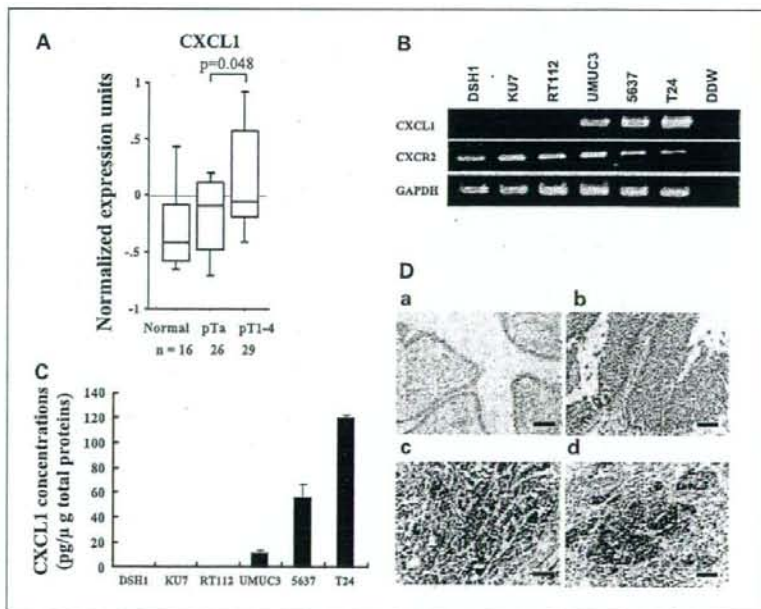 A
CXCL1
p=0.048
Normalized expression units
1
.5
0
-.5
-1
Normal pTa pT1-4
n = 16 26 29
B
DSH1 KU7 RT112 UMUC3 5637 T24 DDW
CXCL1
CXCR2
GAPDH
C
CXCL1 concentrations
(pg/μ g total proteins)
140
120
100
80
60
40
20
0
DSH1 KU7 RT112 UMUC3 5637 T24
D
a b
c d